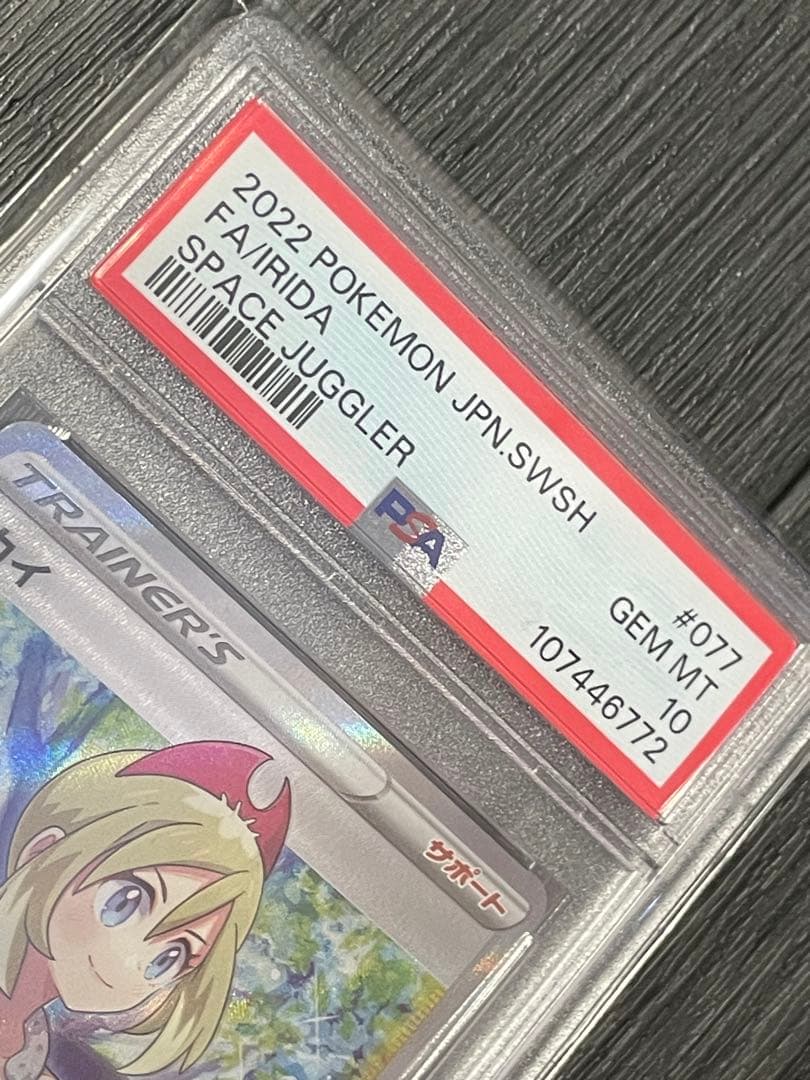 2022 POKEMON JPN.SWSH
#077
FA/IRIDA
GEM MT
SPACE JUGGLER
10
107446772
PSA
TRAINER'S
カイ
サポート